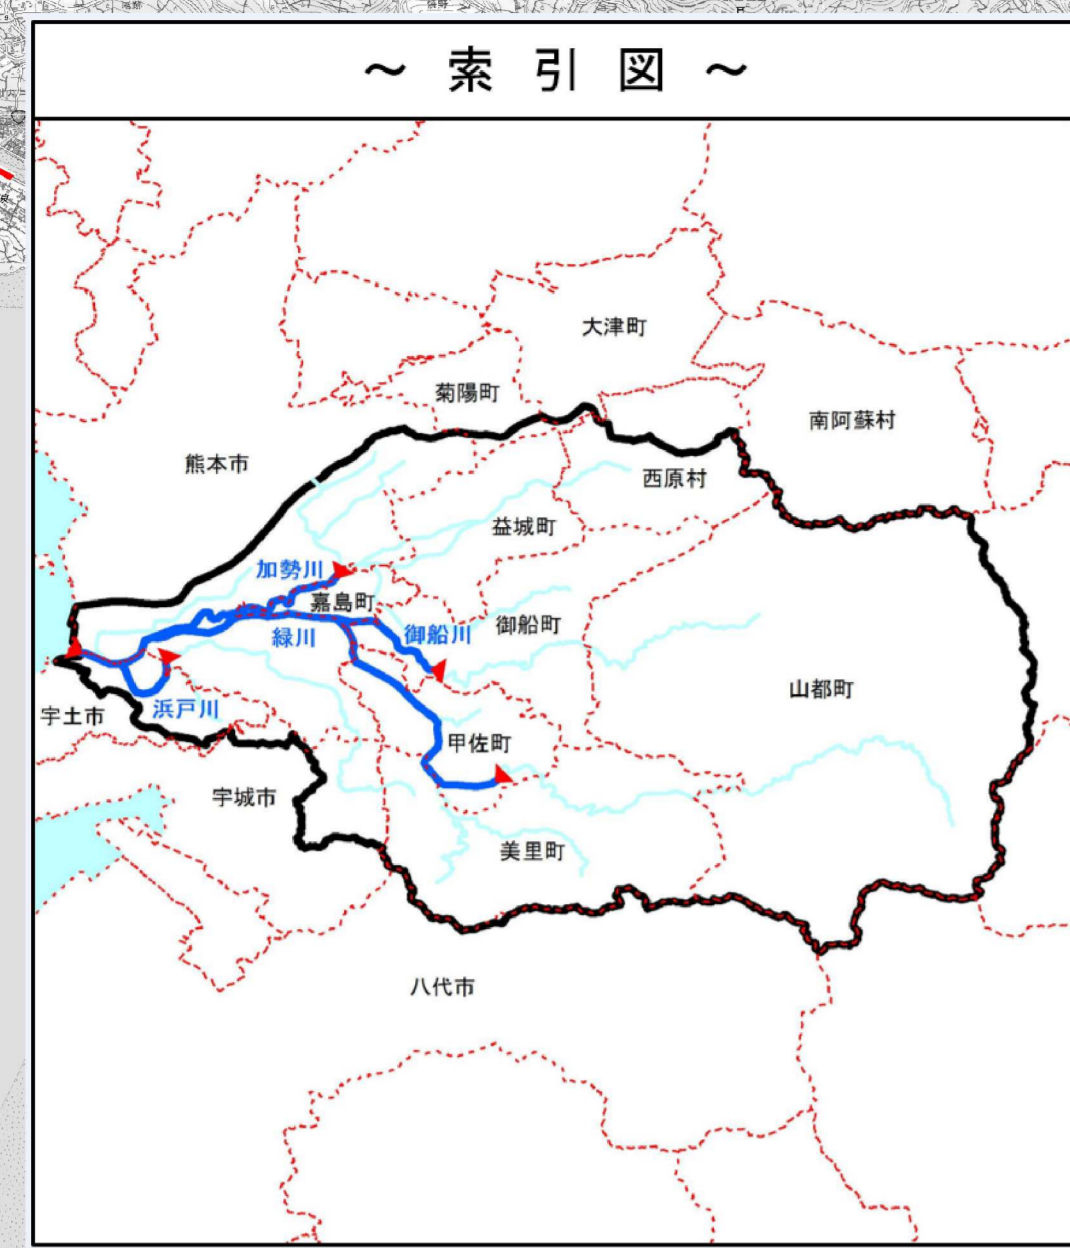 ～ 索 引 図 ～
大津町
菊陽町
南阿蘇村
熊本市
西原村
益城町
加勢川
嘉島町
御船町
緑川
御船川
山都町
浜戸川
宇土市
甲佐町
宇城市
美里町
八代市